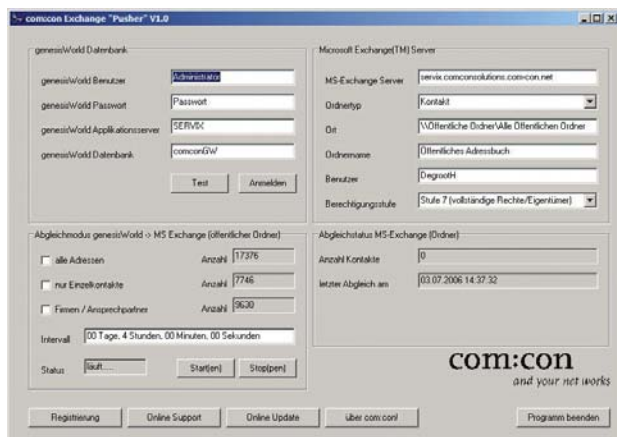 com:con Exchange "Pusher" V1.0
genesisWorld Datenbank
genesisWorld Benutzer Administrator
genesisWorld Passwort Passwort
genesisWorld Applikationsserver SERVIX
genesisWorld Datenbank comconGW
Test Anmelden
Microsoft Exchange(TM) Server
MS-Exchange Server servix.comconsolutions.com-con.net
Ordnertyp Kontakt
Ort \\Öffentliche Ordner\Alle Öffentlichen Ordner
Ordnername Öffentliches Adressbuch
Benutzer DegrootH
Berechtigungsstufe Stufe 7 (vollständige Rechte/Eigentümer)
Abgleichmodus genesisWorld -> MS Exchange (öffentlicher Ordner)
alle Adressen Anzahl 17376
nur Einzelkontakte Anzahl 7746
Firmen / Ansprechpartner Anzahl 9630
Intervall 00 Tage, 4 Stunden, 00 Minuten, 00 Sekunden
Status läuft.... Start(en) Stop(pen)
Abgleichstatus MS-Exchange (Ordner)
Anzahl Kontakte 0
letzter Abgleich am 03.07.2006 14:37:32
com:con
and your net works
Registrierung Online Support Online Update über com:con! Programm beenden